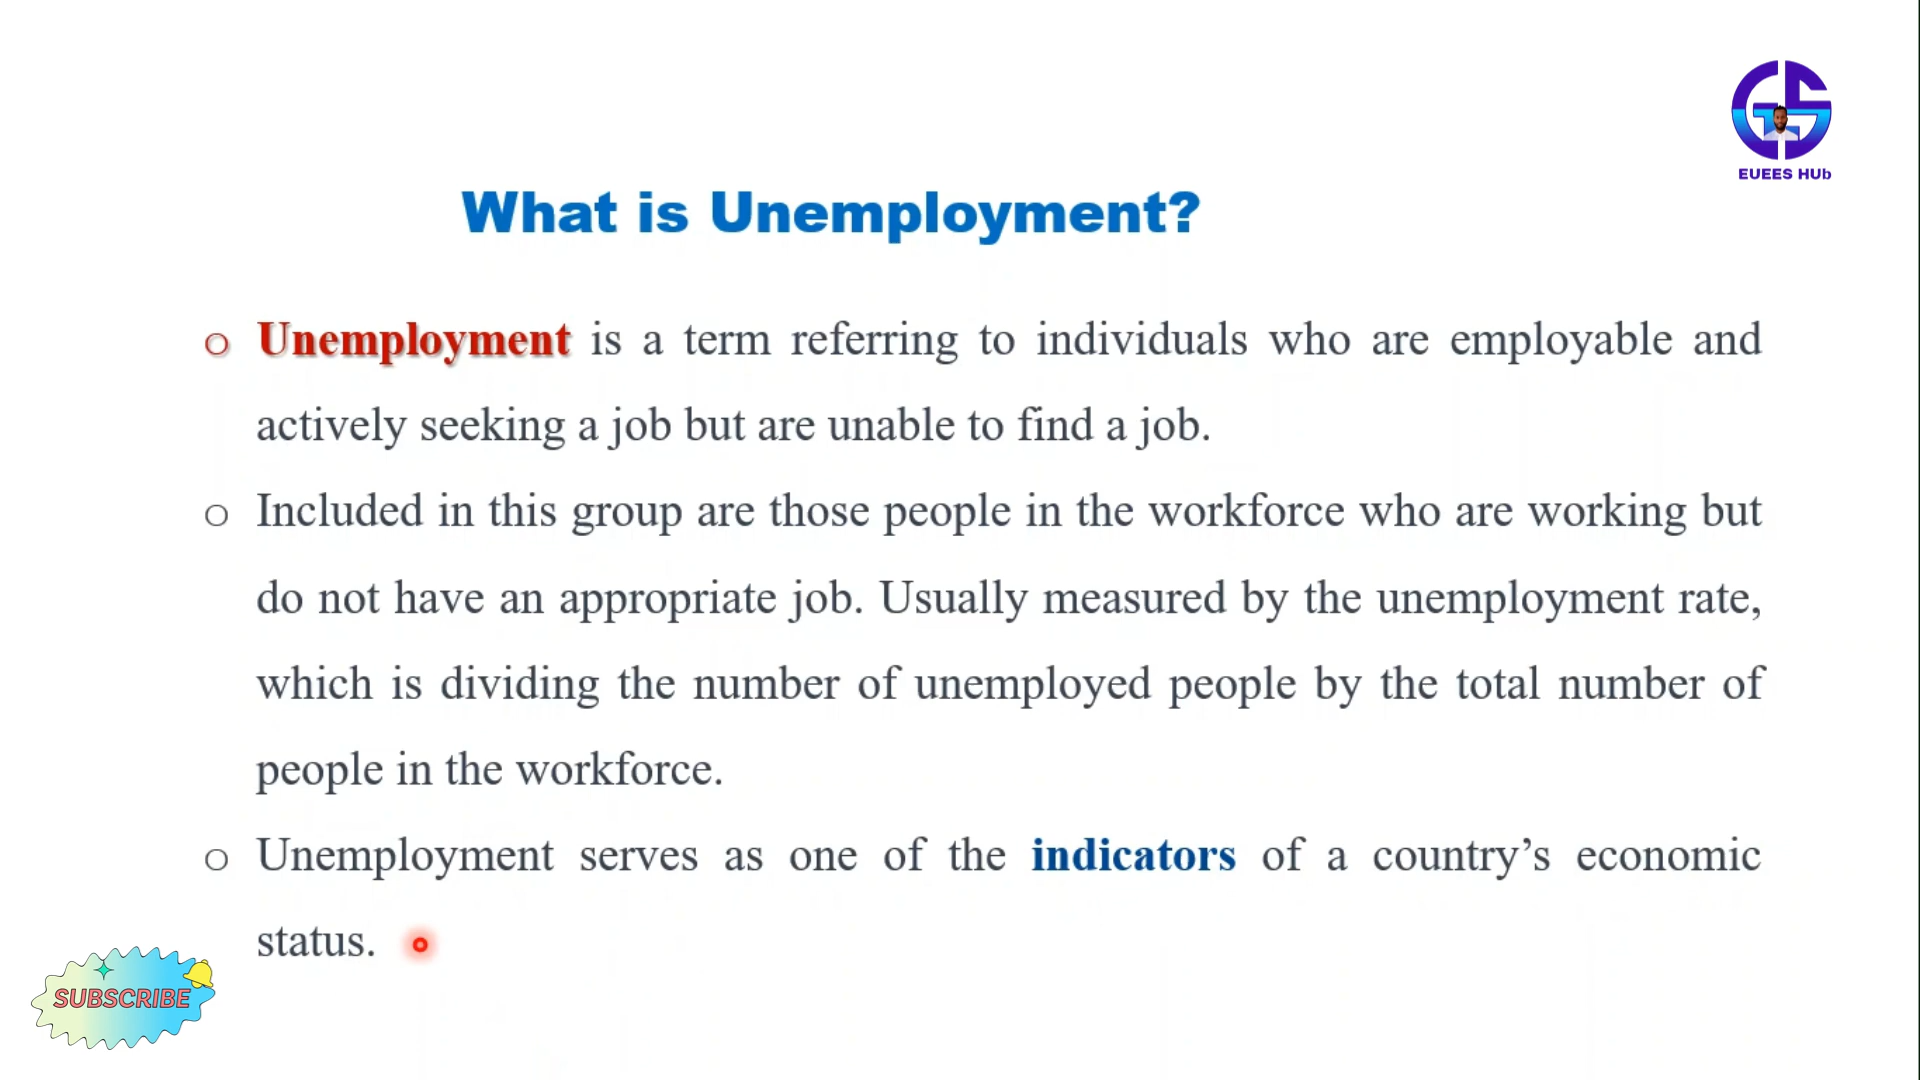 EUEES HUb
What is Unemployment?
o Unemployment is a term referring to individuals who are employable and
actively seeking a job but are unable to find a job.
o Included in this group are those people in the workforce who are working but
do not have an appropriate job. Usually measured by the unemployment rate,
which is dividing the number of unemployed people by the total number of
people in the workforce.
o Unemployment serves as one of the indicators of a country’s economic
status.
SUBSCRIBE